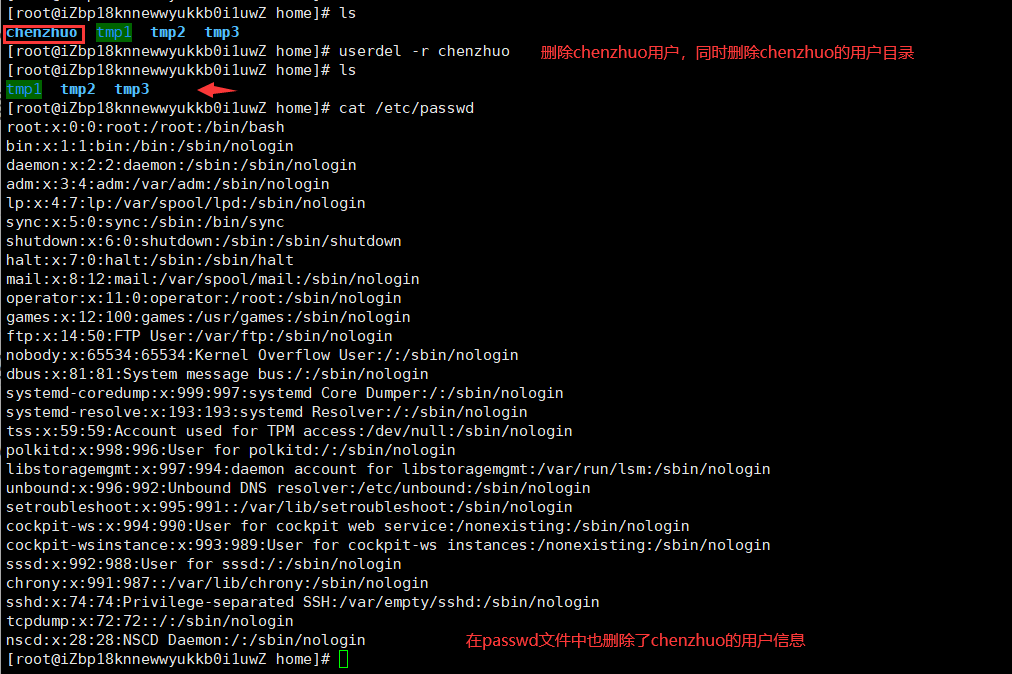 [root@iZbp18knnewwyukkb0i1uwZ home]# ls
chenzhuo tmp1 tmp2 tmp3
[root@iZbp18knnewwyukkb0i1uwZ home]# userdel -r chenzhuo 删除chenzhuo用户，同时删除chenzhuo的用户目录
[root@iZbp18knnewwyukkb0i1uwZ home]# ls
tmp1 tmp2 tmp3
[root@iZbp18knnewwyukkb0i1uwZ home]# cat /etc/passwd
root:x:0:0:root:/root:/bin/bash
bin:x:1:1:bin:/bin:/sbin/nologin
daemon:x:2:2:daemon:/sbin:/sbin/nologin
adm:x:3:4:adm:/var/adm:/sbin/nologin
lp:x:4:7:lp:/var/spool/lpd:/sbin/nologin
sync:x:5:0:sync:/sbin:/bin/sync
shutdown:x:6:0:shutdown:/sbin:/sbin/shutdown
halt:x:7:0:halt:/sbin:/sbin/halt
mail:x:8:12:mail:/var/spool/mail:/sbin/nologin
operator:x:11:0:operator:/root:/sbin/nologin
games:x:12:100:games:/usr/games:/sbin/nologin
ftp:x:14:50:FTP User:/var/ftp:/sbin/nologin
nobody:x:65534:65534:Kernel Overflow User:/:/sbin/nologin
dbus:x:81:81:System message bus:/:/sbin/nologin
systemd-coredump:x:999:997:systemd Core Dumper:/:/sbin/nologin
systemd-resolve:x:193:193:systemd Resolver:/:/sbin/nologin
tss:x:59:59:Account used for TPM access:/dev/null:/sbin/nologin
polkitd:x:998:996:User for polkitd:/:/sbin/nologin
libstoragemgmt:x:997:994:daemon account for libstoragemgmt:/var/run/lsm:/sbin/nologin
unbound:x:996:992:Unbound DNS resolver:/etc/unbound:/sbin/nologin
setroubleshoot:x:995:991::/var/lib/setroubleshoot:/sbin/nologin
cockpit-ws:x:994:990:User for cockpit web service:/nonexisting:/sbin/nologin
cockpit-wsinstance:x:993:989:User for cockpit-ws instances:/nonexisting:/sbin/nologin
sssd:x:992:988:User for sssd:/:/sbin/nologin
chrony:x:991:987::/var/lib/chrony:/sbin/nologin
sshd:x:74:74:Privilege-separated SSH:/var/empty/sshd:/sbin/nologin
tcpdump:x:72:72::/:/sbin/nologin
nscd:x:28:28:NSCD Daemon:/:/sbin/nologin 在passwd文件中也删除了chenzhuo的用户信息
[root@iZbp18knnewwyukkb0i1uwZ home]#